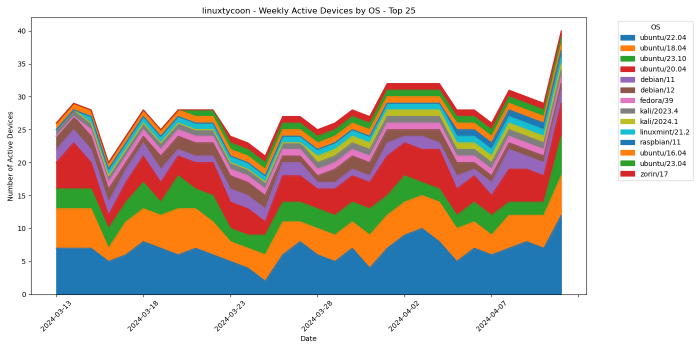 linuxtycoon - Weekly Active Devices by OS - Top 25
Number of Active Devices
40
35
30
25
20
15
10
5
0
2024-03-13
2024-03-18
2024-03-23
2024-03-28
2024-04-02
2024-04-07
Date
OS
ubuntu/22.04
ubuntu/18.04
ubuntu/23.10
ubuntu/20.04
debian/11
debian/12
fedora/39
kali/2023.4
kali/2024.1
linuxmint/21.2
raspbian/11
ubuntu/16.04
ubuntu/23.04
zorin/17